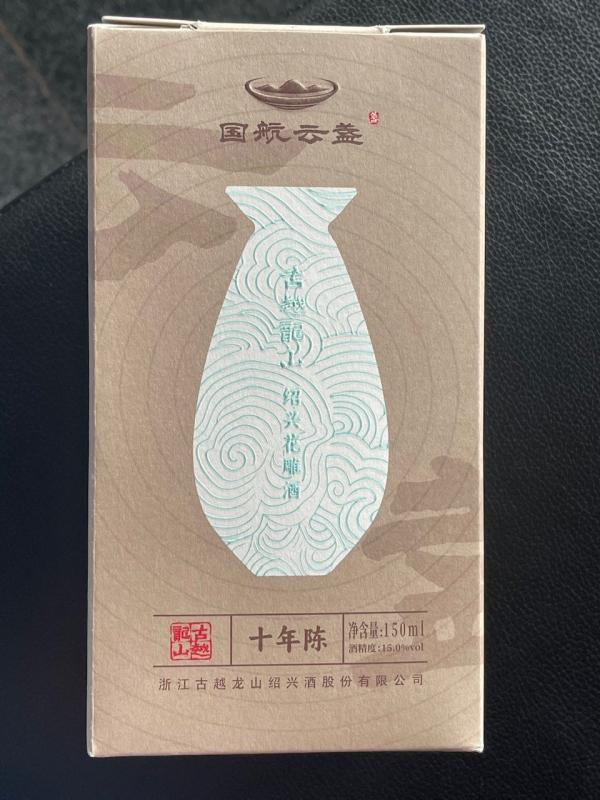 国航云盏
古越龍山 绍兴花雕酒
古越
龍山
十年陈
净含量:150ml
酒精度:15.0%vol
浙江古越龙山绍兴酒股份有限公司